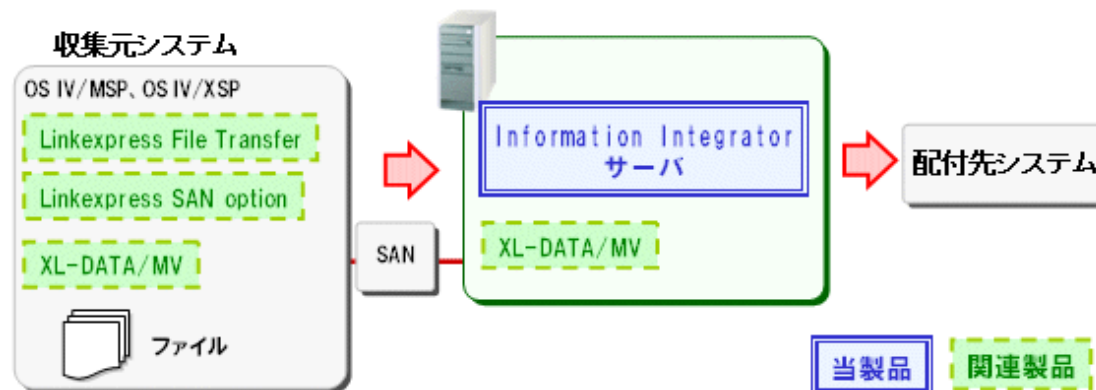 収集元システム
OS IV/MSP、OS IV/XSP
Linkexpress File Transfer
Linkexpress SAN option
XL-DATA/MV
ファイル
SAN
Information Integrator
サーバ
XL-DATA/MV
配付先システム
当製品
関連製品